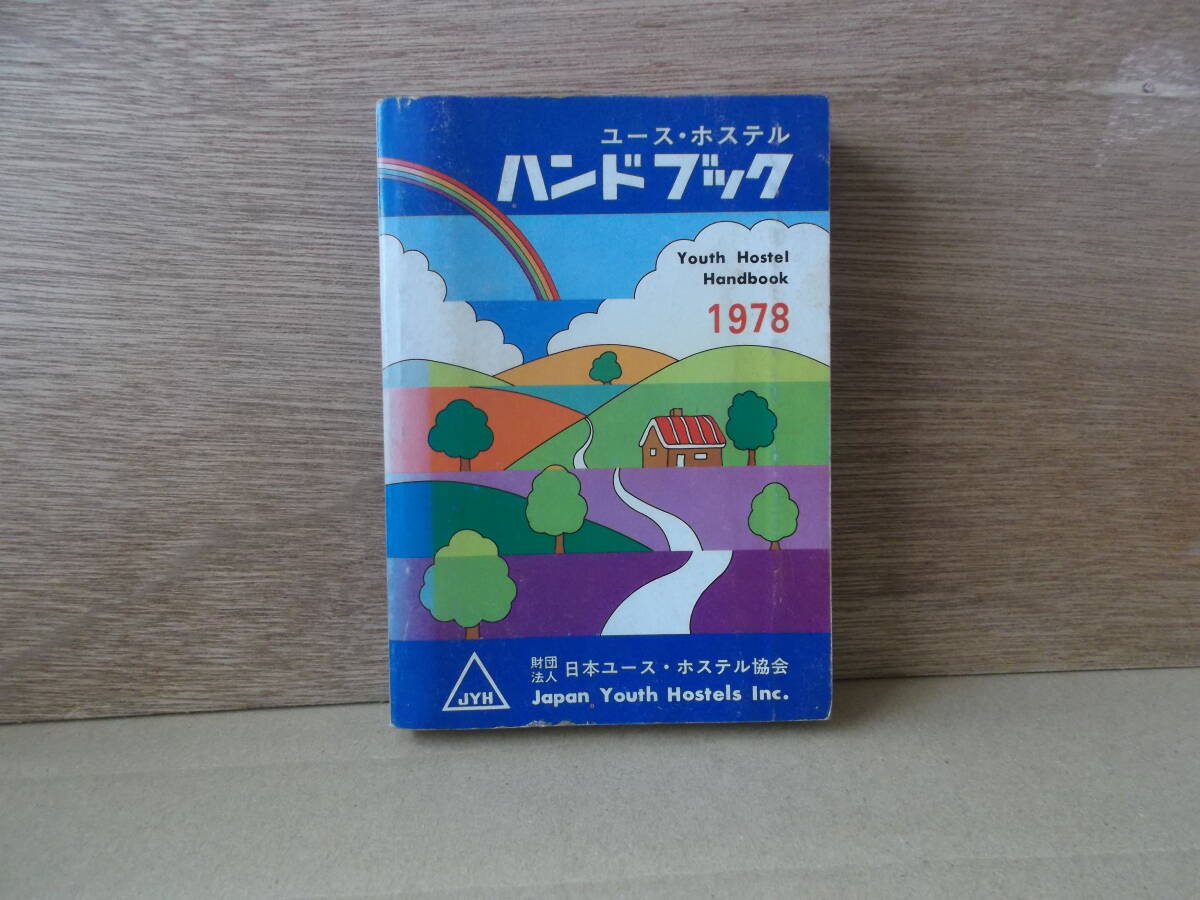 ユース・ホステル
ハンドブック
Youth Hostel
Handbook
1978
JYH
財団
法人
日本ユース・ホステル協会
Japan Youth Hostels Inc.